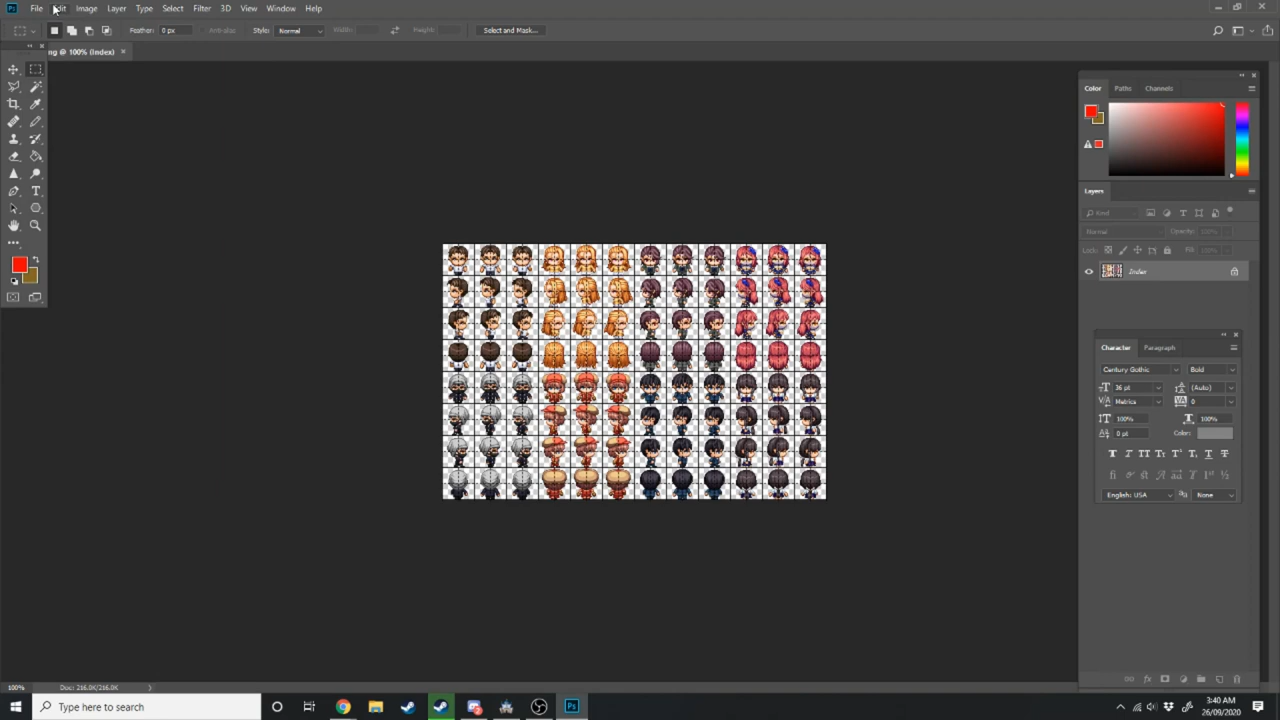 Ps File Edit Image Layer Type Select Filter 3D View Window Help
Feather: 0 px Anti-alias Style: Normal Width: Height: Select and Mask...
ng @ 100% (Index) ×
Color Paths Channels
Layers
Kind
Normal Opacity: 100%
Lock: Fill: 100%
Index
Character Paragraph
Century Gothic Bold
36 pt (Auto)
Metrics 0
100% 100%
0 pt Color:
English: USA None
100% Doc: 216.0K/216.0K
Type here to search
Ps
3:40 AM
26/09/2020